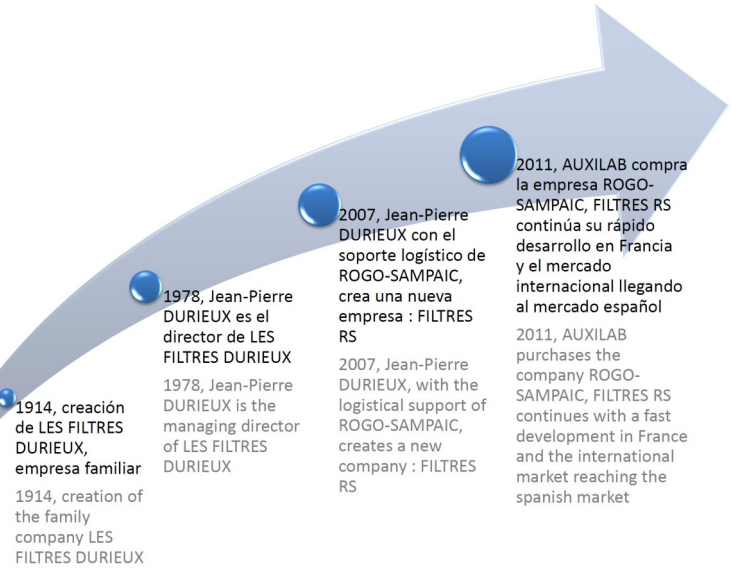 1914, creación
de LES FILTRES
DURIEUX,
empresa familiar
1914, creation of
the family
company LES
FILTRES DURIEUX
1978, Jean-Pierre
DURIEUX es el
director de LES
FILTRES DURIEUX
1978, Jean-Pierre
DURIEUX is the
managing director
of LES FILTRES
DURIEUX
2007, Jean-Pierre
DURIEUX con el
soporte logístico de
ROGO-SAMPAIC,
crea una nueva
empresa : FILTRES
RS
2007, Jean-Pierre
DURIEUX, with the
logistical support of
ROGO-SAMPAIC,
creates a new
company : FILTRES
RS
2011, AUXILAB compra
la empresa ROGO-
SAMPAIC, FILTRES RS
continúa su rápido
desarrollo en Francia
y el mercado
internacional llegando
al mercado español
2011, AUXILAB
purchases the
company ROGO-
SAMPAIC, FILTRES RS
continues with a fast
development in France
and the international
market reaching the
spanish market